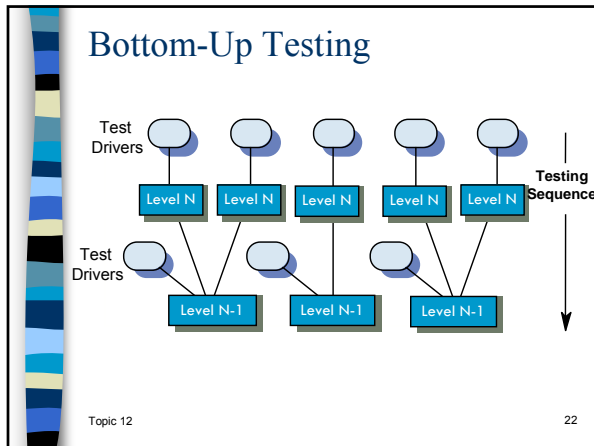 Bottom-Up Testing
Test
Drivers
Testing
Sequence
Level N
Level N
Level N
Level N
Level N
Test
Drivers
Level N-1
Level N-1
Level N-1
Topic 12
22